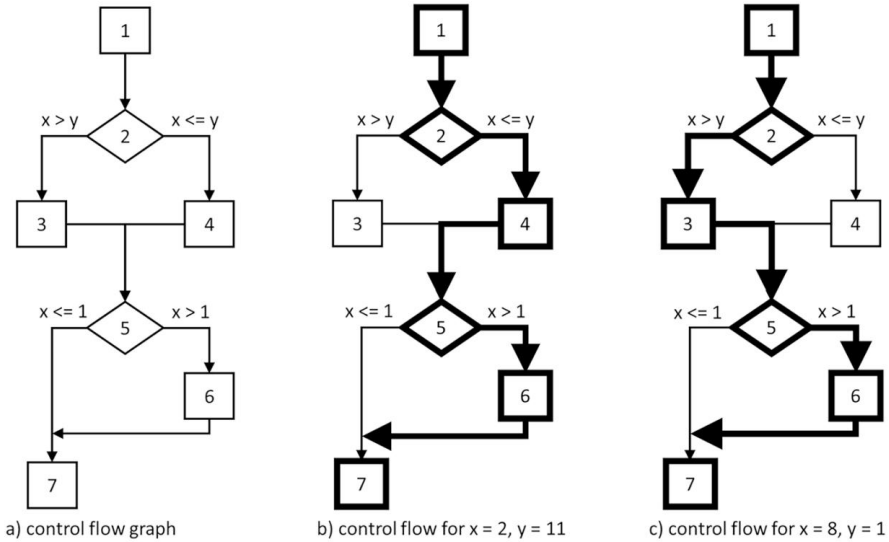 1
x > y
2
x <= y
3
4
x <= 1
5
x > 1
6
7
a) control flow graph
1
x > y
2
x <= y
3
4
x <= 1
5
x > 1
6
7
b) control flow for x = 2, y = 11
1
x > y
2
x <= y
3
4
x <= 1
5
x > 1
6
7
c) control flow for x = 8, y = 1